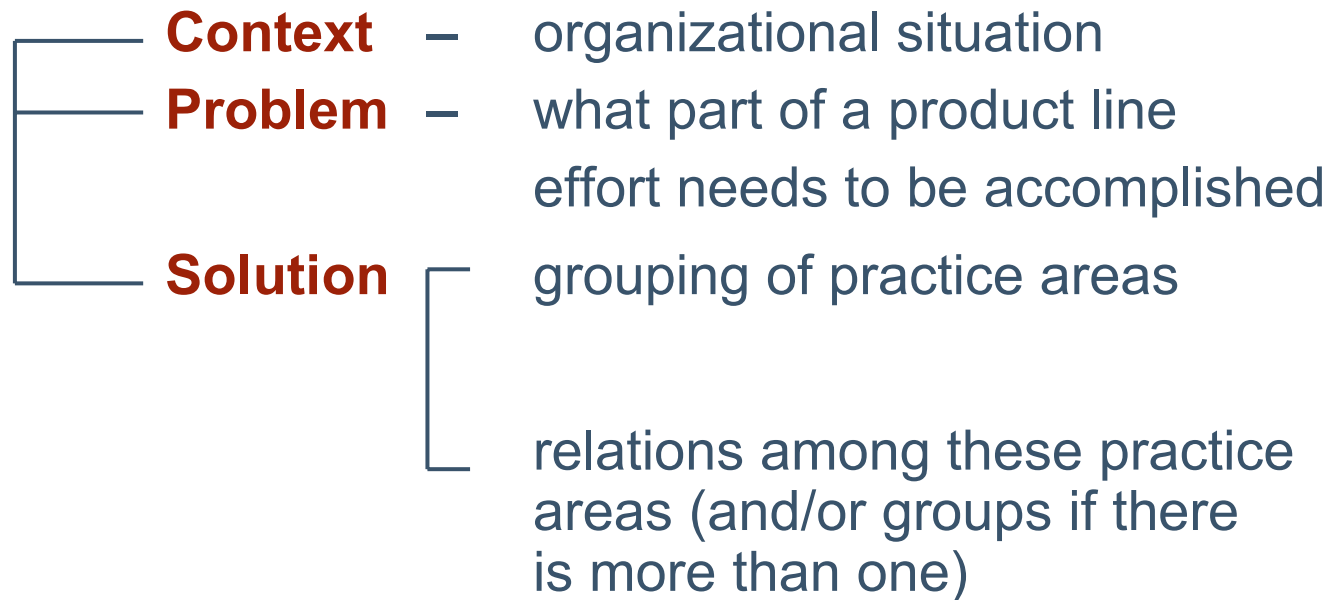 Context – organizational situation
Problem – what part of a product line
effort needs to be accomplished
Solution grouping of practice areas
relations among these practice
areas (and/or groups if there
is more than one)